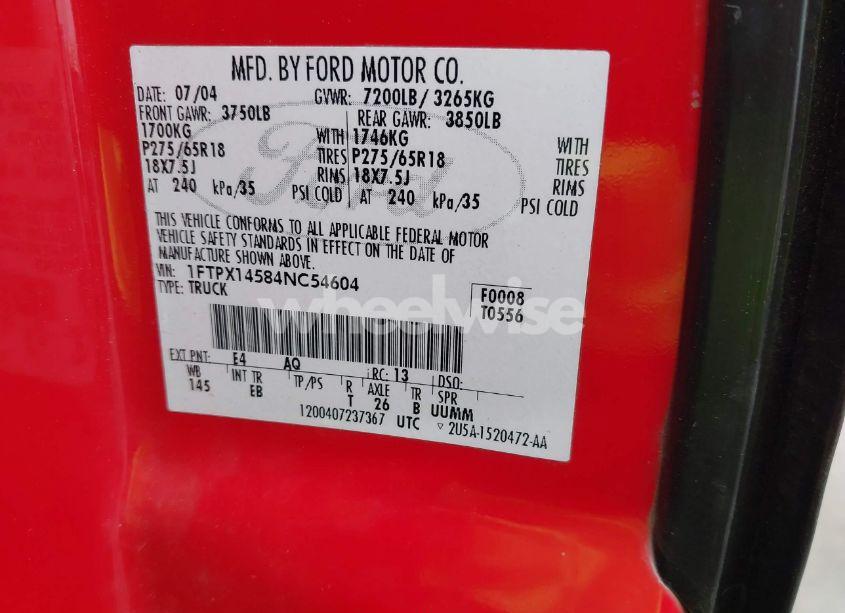 MFD. BY FORD MOTOR CO.
DATE: 07/04 GVWR: 7200LB/ 3265KG
FRONT GAWR: 3750LB REAR GAWR: 3850LB
1700KG WITH 1746KG WITH
P275/65R18 TIRES P275/65R18 TIRES
18X7.5J RIMS 18X7.5J RIMS
AT 240 kPa/35 PSI COLD AT 240 kPa/35 PSI COLD
THIS VEHICLE CONFORMS TO ALL APPLICABLE FEDERAL MOTOR
VEHICLE SAFETY STANDARDS IN EFFECT ON THE DATE OF
MANUFACTURE SHOWN ABOVE.
VIN: 1FTPX14584NC54604
TYPE: TRUCK
F0008
T0556
EXT PNT: E4 AQ RC: 13 DSO:
WB INT TR TP/PS R AXLE TR SPR
145 EB T 26 B UUMM
1200407237367 UTC ▽ 2U5A-1520472-AA
Ford
wheelwise